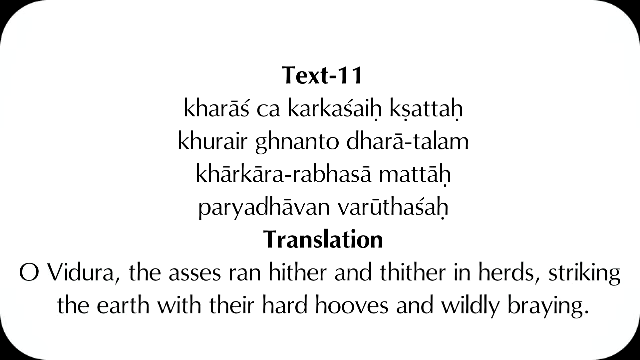 Text-11
kharāś ca karkaśaiḥ kṣattaḥ
khurair ghnanto dharā-talam
khārkāra-rabhasā mattāḥ
paryadhāvan varūthaśaḥ
Translation
O Vidura, the asses ran hither and thither in herds, striking
the earth with their hard hooves and wildly braying.